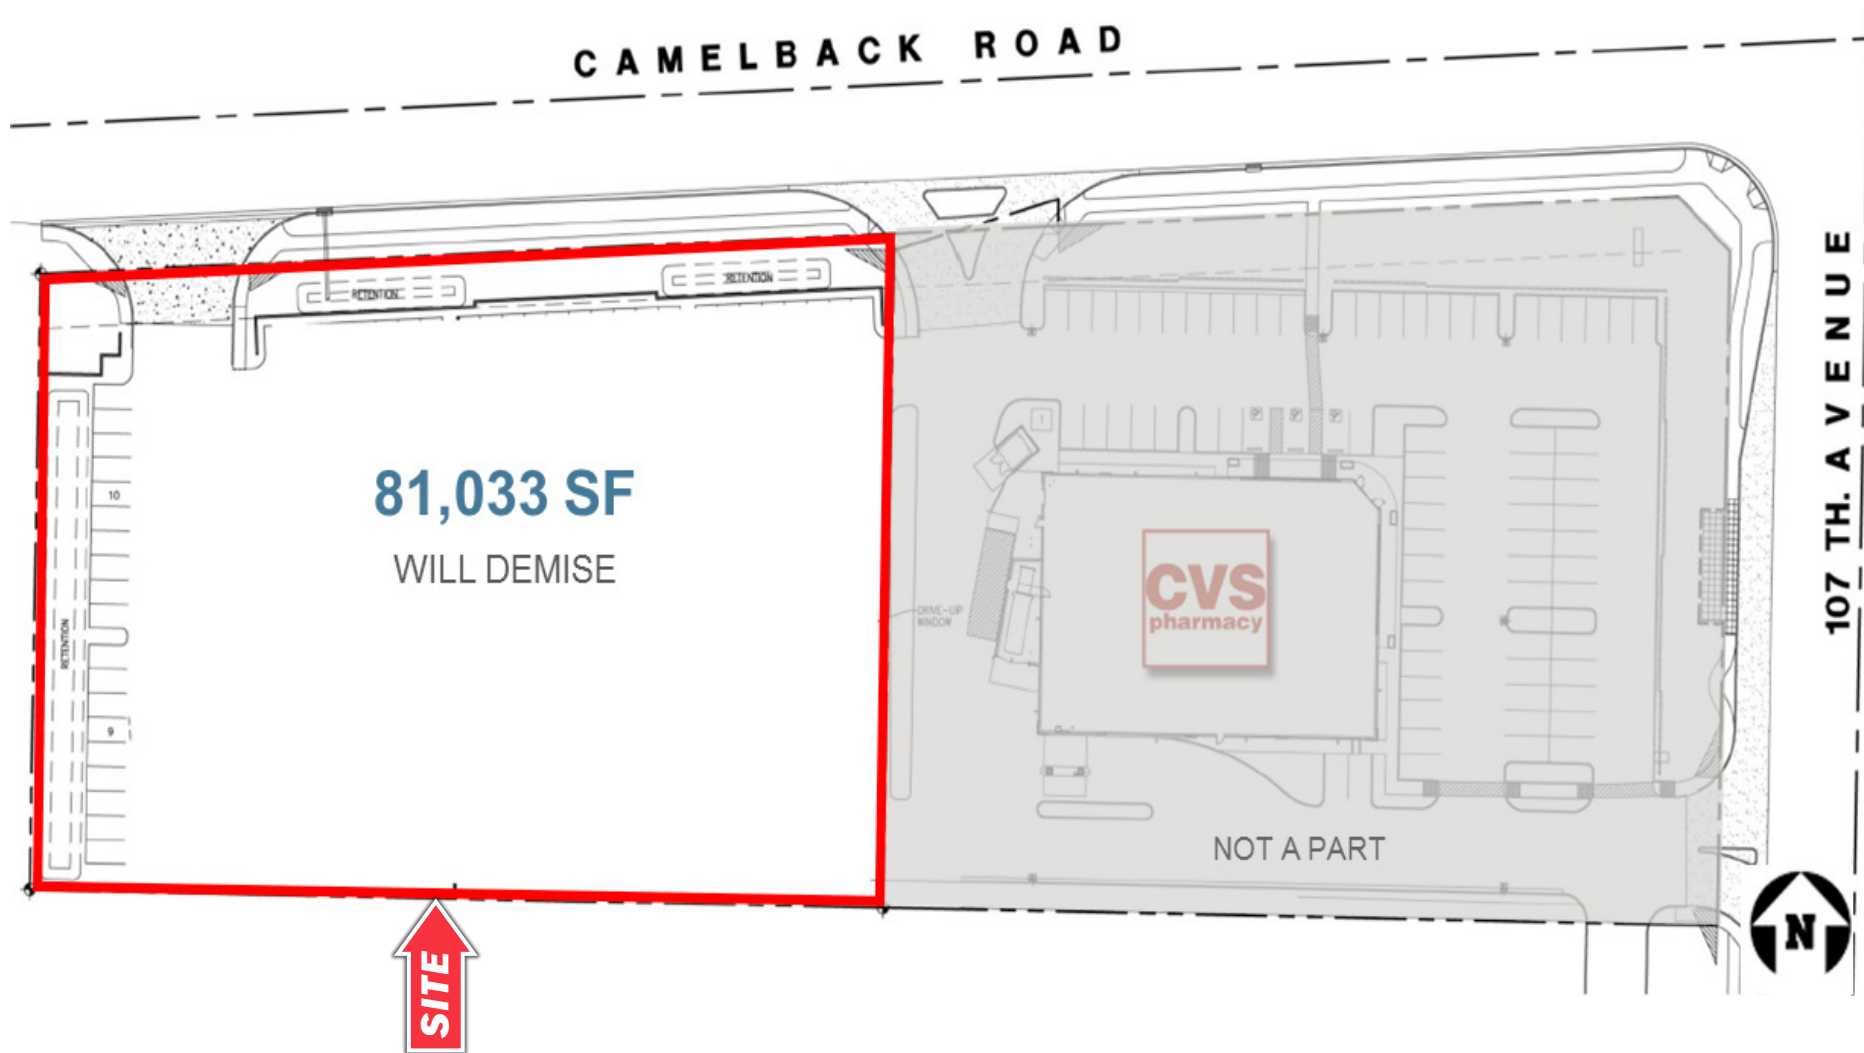 CAMELBACK ROAD
RETENTION
RETENTION
10
81,033 SF
WILL DEMISE
RETENTION
9
DRIVE-UP
WINDOW
T
CVS
pharmacy
NOT A PART
107 TH. AVENUE
N
SITE